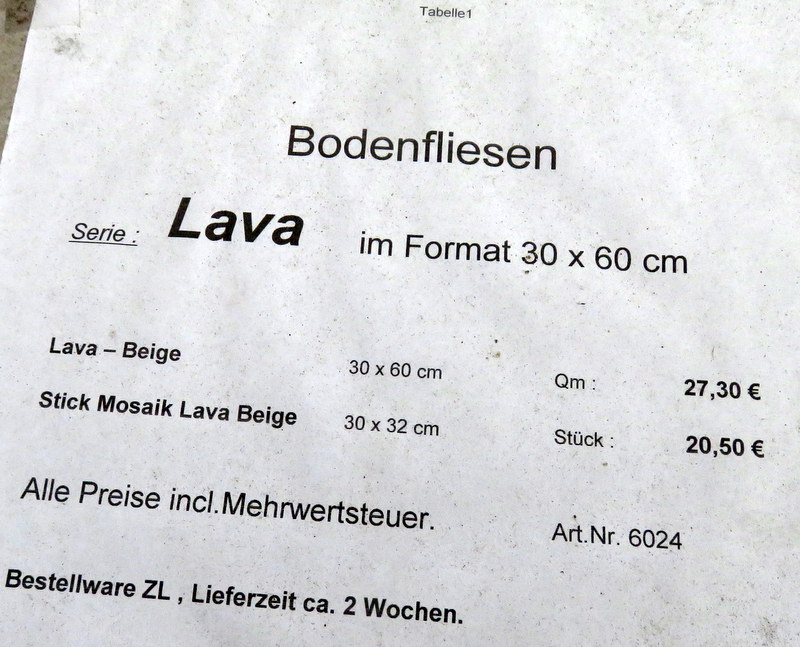 Tabelle1
Bodenfliesen
Serie : Lava im Format 30 x 60 cm
Lava – Beige 30 x 60 cm Qm : 27,30 €
Stick Mosaik Lava Beige 30 x 32 cm Stück : 20,50 €
Alle Preise incl.Mehrwertsteuer. Art.Nr. 6024
Bestellware ZL , Lieferzeit ca. 2 Wochen.